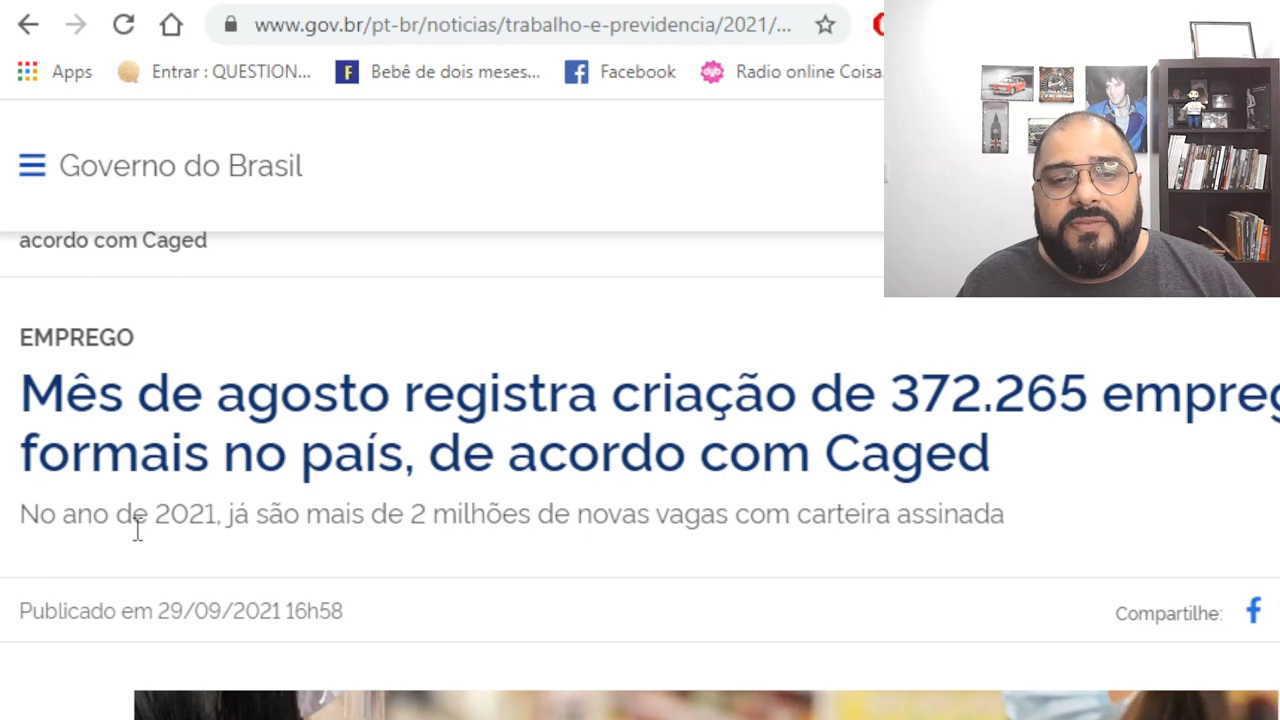 www.gov.br/pt-br/noticias/trabalho-e-previdencia/2021/...
Apps
Entrar : QUESTION...
F
Bebê de dois meses...
Facebook
Radio online Coisa
Governo do Brasil
acordo com Caged
EMPREGO
Mês de agosto registra criação de 372.265 empreg
formais no país, de acordo com Caged
No ano de 2021, já são mais de 2 milhões de novas vagas com carteira assinada
Publicado em 29/09/2021 16h58
Compartilhe: